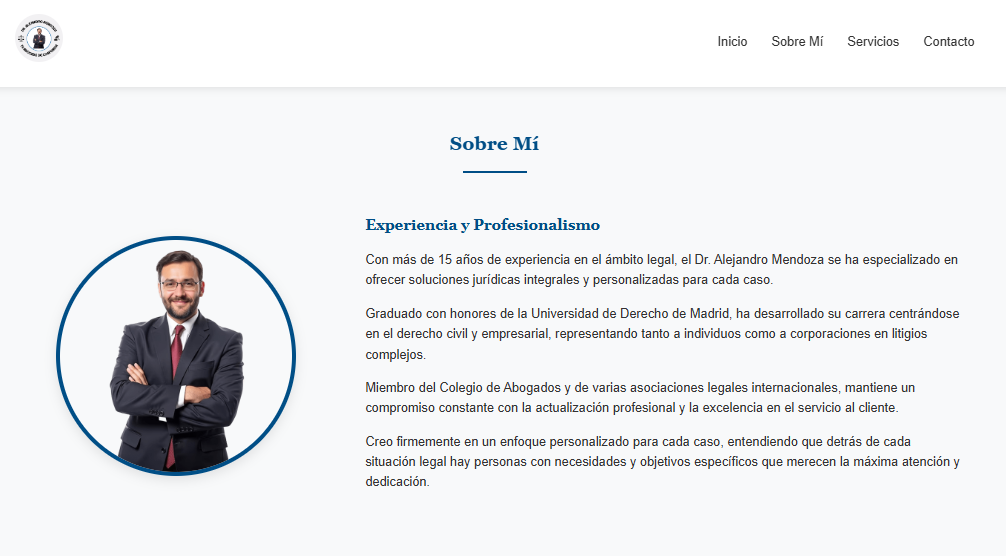 Inicio Sobre Mí Servicios Contacto
Sobre Mí
Experiencia y Profesionalismo
Con más de 15 años de experiencia en el ámbito legal, el Dr. Alejandro Mendoza se ha especializado en
ofrecer soluciones jurídicas integrales y personalizadas para cada caso.
Graduado con honores de la Universidad de Derecho de Madrid, ha desarrollado su carrera centrándose
en el derecho civil y empresarial, representando tanto a individuos como a corporaciones en litigios
complejos.
Miembro del Colegio de Abogados y de varias asociaciones legales internacionales, mantiene un
compromiso constante con la actualización profesional y la excelencia en el servicio al cliente.
Creo firmemente en un enfoque personalizado para cada caso, entendiendo que detrás de cada
situación legal hay personas con necesidades y objetivos específicos que merecen la máxima atención y
dedicación.